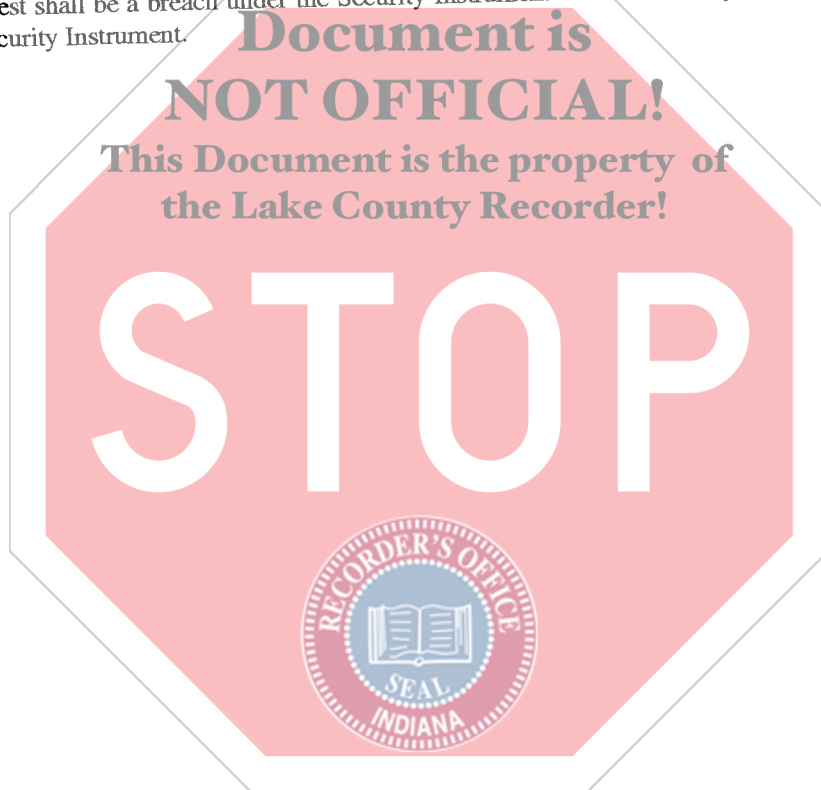 est shall be a breach under the Security
curity Instrument.
Document is
NOT OFFICIAL!
This Document is the property of
the Lake County Recorder!
STOP
RECORDER'S OFFICE
SEAL
INDIANA